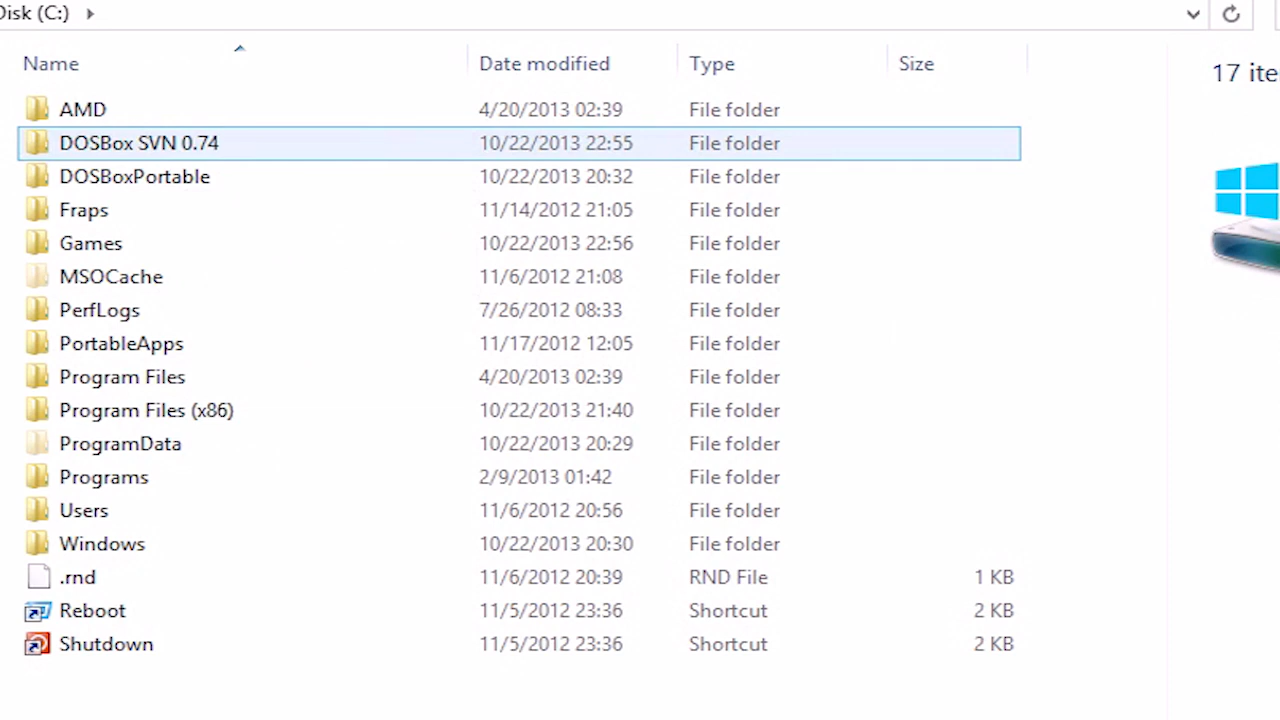 Disk (C:)
Name Date modified Type Size
17 ite
AMD 4/20/2013 02:39 File folder
DOSBox SVN 0.74 10/22/2013 22:55 File folder
DOSBoxPortable 10/22/2013 20:32 File folder
Fraps 11/14/2012 21:05 File folder
Games 10/22/2013 22:56 File folder
MSOCache 11/6/2012 21:08 File folder
PerfLogs 7/26/2012 08:33 File folder
PortableApps 11/17/2012 12:05 File folder
Program Files 4/20/2013 02:39 File folder
Program Files (x86) 10/22/2013 21:40 File folder
ProgramData 10/22/2013 20:29 File folder
Programs 2/9/2013 01:42 File folder
Users 11/6/2012 20:56 File folder
Windows 10/22/2013 20:30 File folder
.rnd 11/6/2012 20:39 RND File 1 KB
Reboot 11/5/2012 23:36 Shortcut 2 KB
Shutdown 11/5/2012 23:36 Shortcut 2 KB